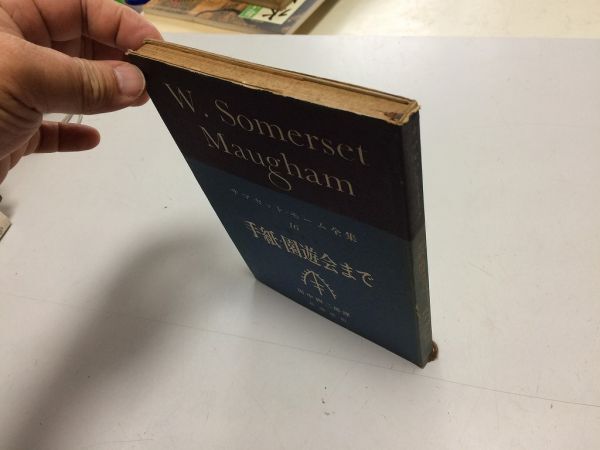 W. Somerset
Maugham
サマセット・モーム全集
16
手紙・園遊会まで